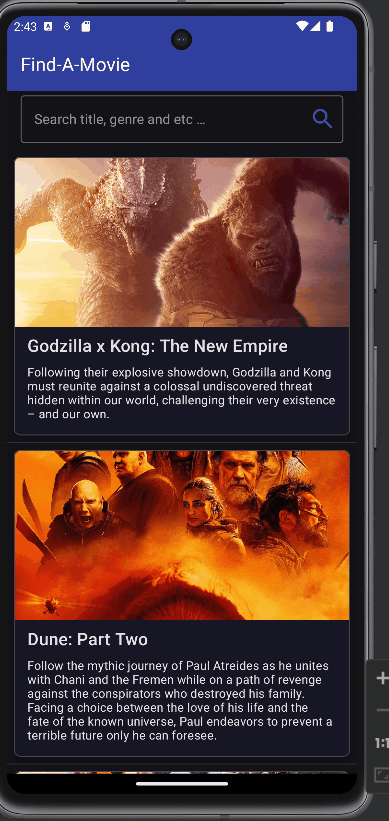 2:43
Find-A-Movie
Search title, genre and etc ...
Godzilla x Kong: The New Empire
Following their explosive showdown, Godzilla and Kong
must reunite against a colossal undiscovered threat
hidden within our world, challenging their very existence
– and our own.
Dune: Part Two
Follow the mythic journey of Paul Atreides as he unites
with Chani and the Fremen while on a path of revenge
against the conspirators who destroyed his family.
Facing a choice between the love of his life and the
fate of the known universe, Paul endeavors to prevent a
terrible future only he can foresee.
1:1